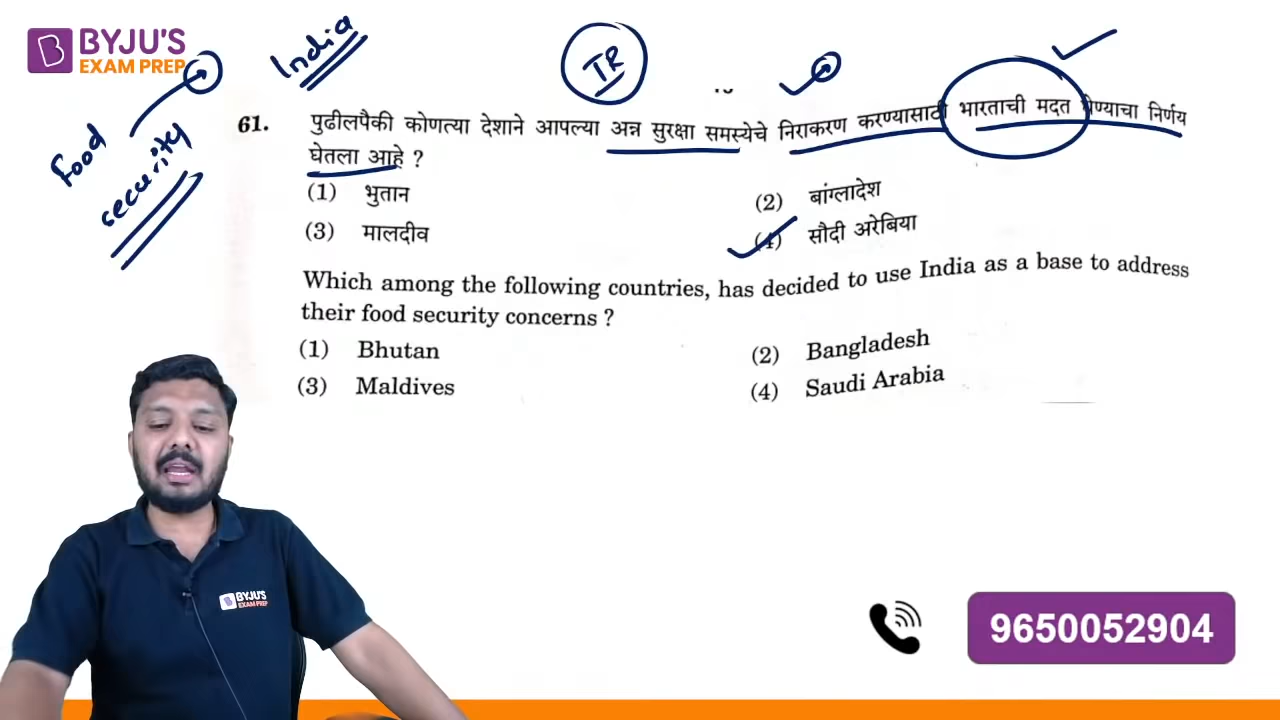 BYJU'S
EXAM PREP
India
TR
Food
security
61. पुढीलपैकी कोणत्या देशाने आपल्या अन्न सुरक्षा समस्येचे निराकरण करण्यासाठी भारताची मदत घेण्याचा निर्णय
घेतला आहे ?
(1) भुतान
(2) बांग्लादेश
(3) मालदीव
(4) सौदी अरेबिया
Which among the following countries, has decided to use India as a base to address
their food security concerns ?
(1) Bhutan
(2) Bangladesh
(3) Maldives
(4) Saudi Arabia
BYJU'S
EXAM PREP
9650052904